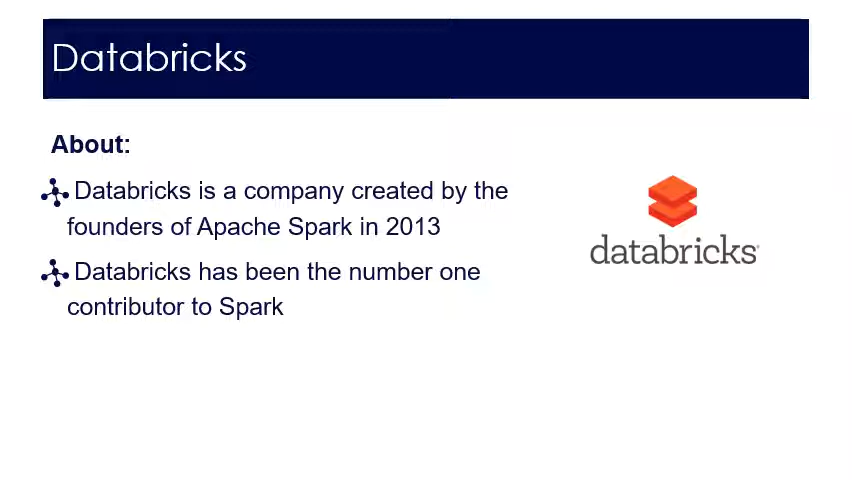 Databricks
About:
Databricks is a company created by the
founders of Apache Spark in 2013
Databricks has been the number one
contributor to Spark
databricks